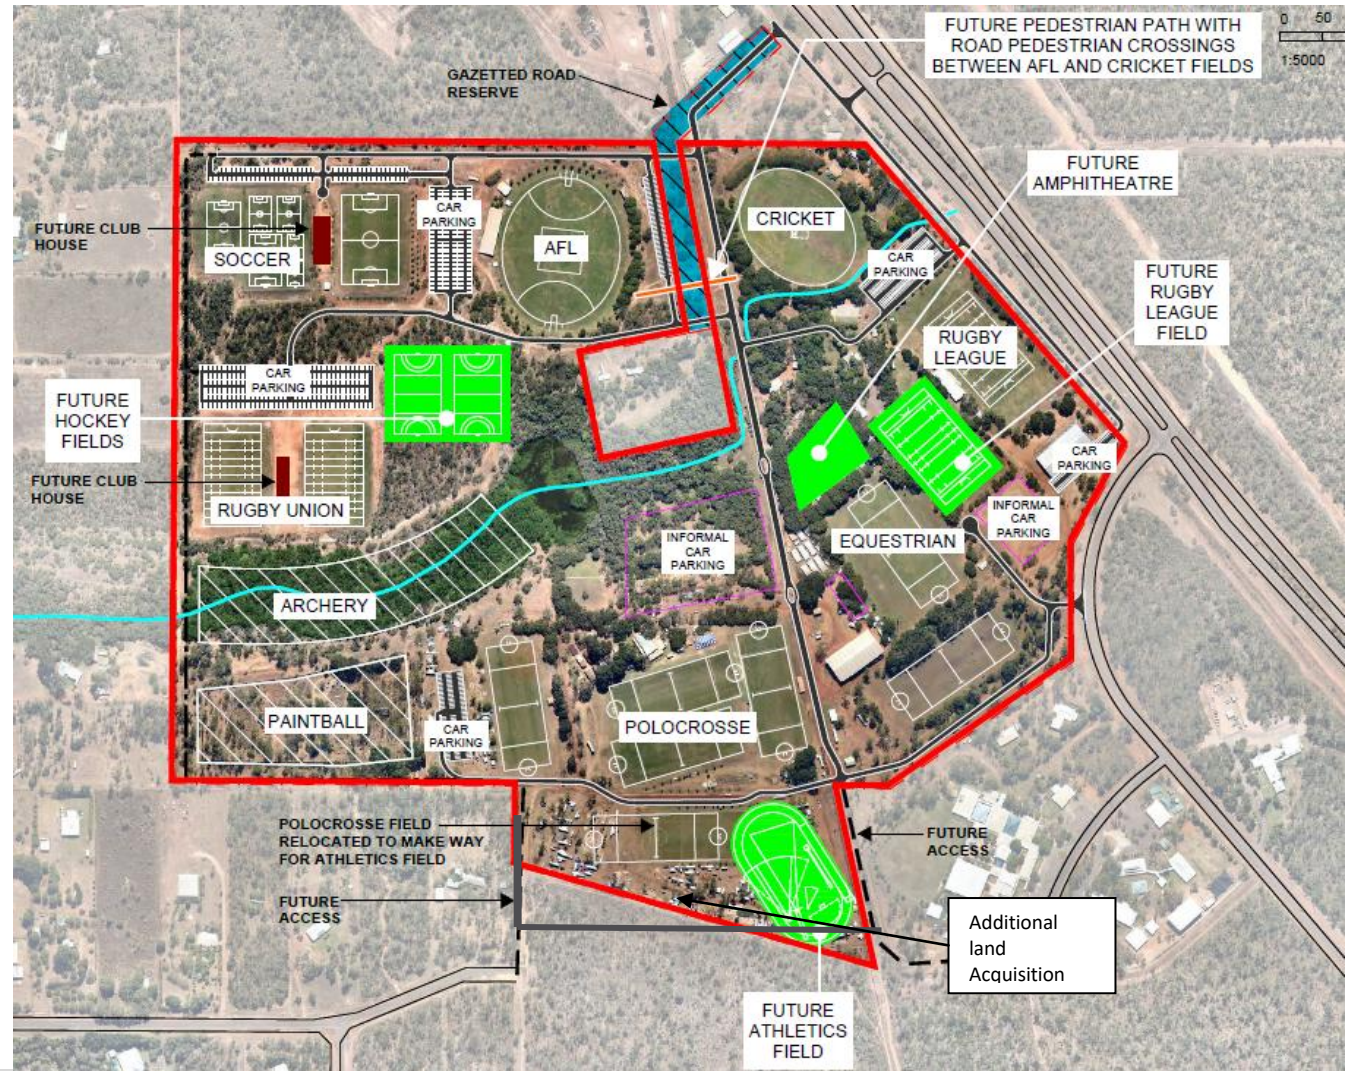 FUTURE PEDESTRIAN PATH WITH
ROAD PEDESTRIAN CROSSINGS
BETWEEN AFL AND CRICKET FIELDS
0 50
1:5000
GAZETTED ROAD
RESERVE
FUTURE
AMPHITHEATRE
CAR
PARKING
CRICKET
FUTURE CLUB
HOUSE
SOCCER
AFL
CAR
PARKING
FUTURE
RUGBY
LEAGUE
FIELD
RUGBY
LEAGUE
CAR
PARKING
FUTURE
HOCKEY
FIELDS
FUTURE CLUB
HOUSE
RUGBY UNION
CAR
PARKING
INFORMAL
CAR
PARKING
EQUESTRIAN
INFORMAL
CAR
PARKING
ARCHERY
PAINTBALL
CAR
PARKING
POLOCROSSE
POLOCROSSE FIELD
RELOCATED TO MAKE WAY
FOR ATHLETICS FIELD
FUTURE
ACCESS
FUTURE
ACCESS
Additional
land
Acquisition
FUTURE
ATHLETICS
FIELD